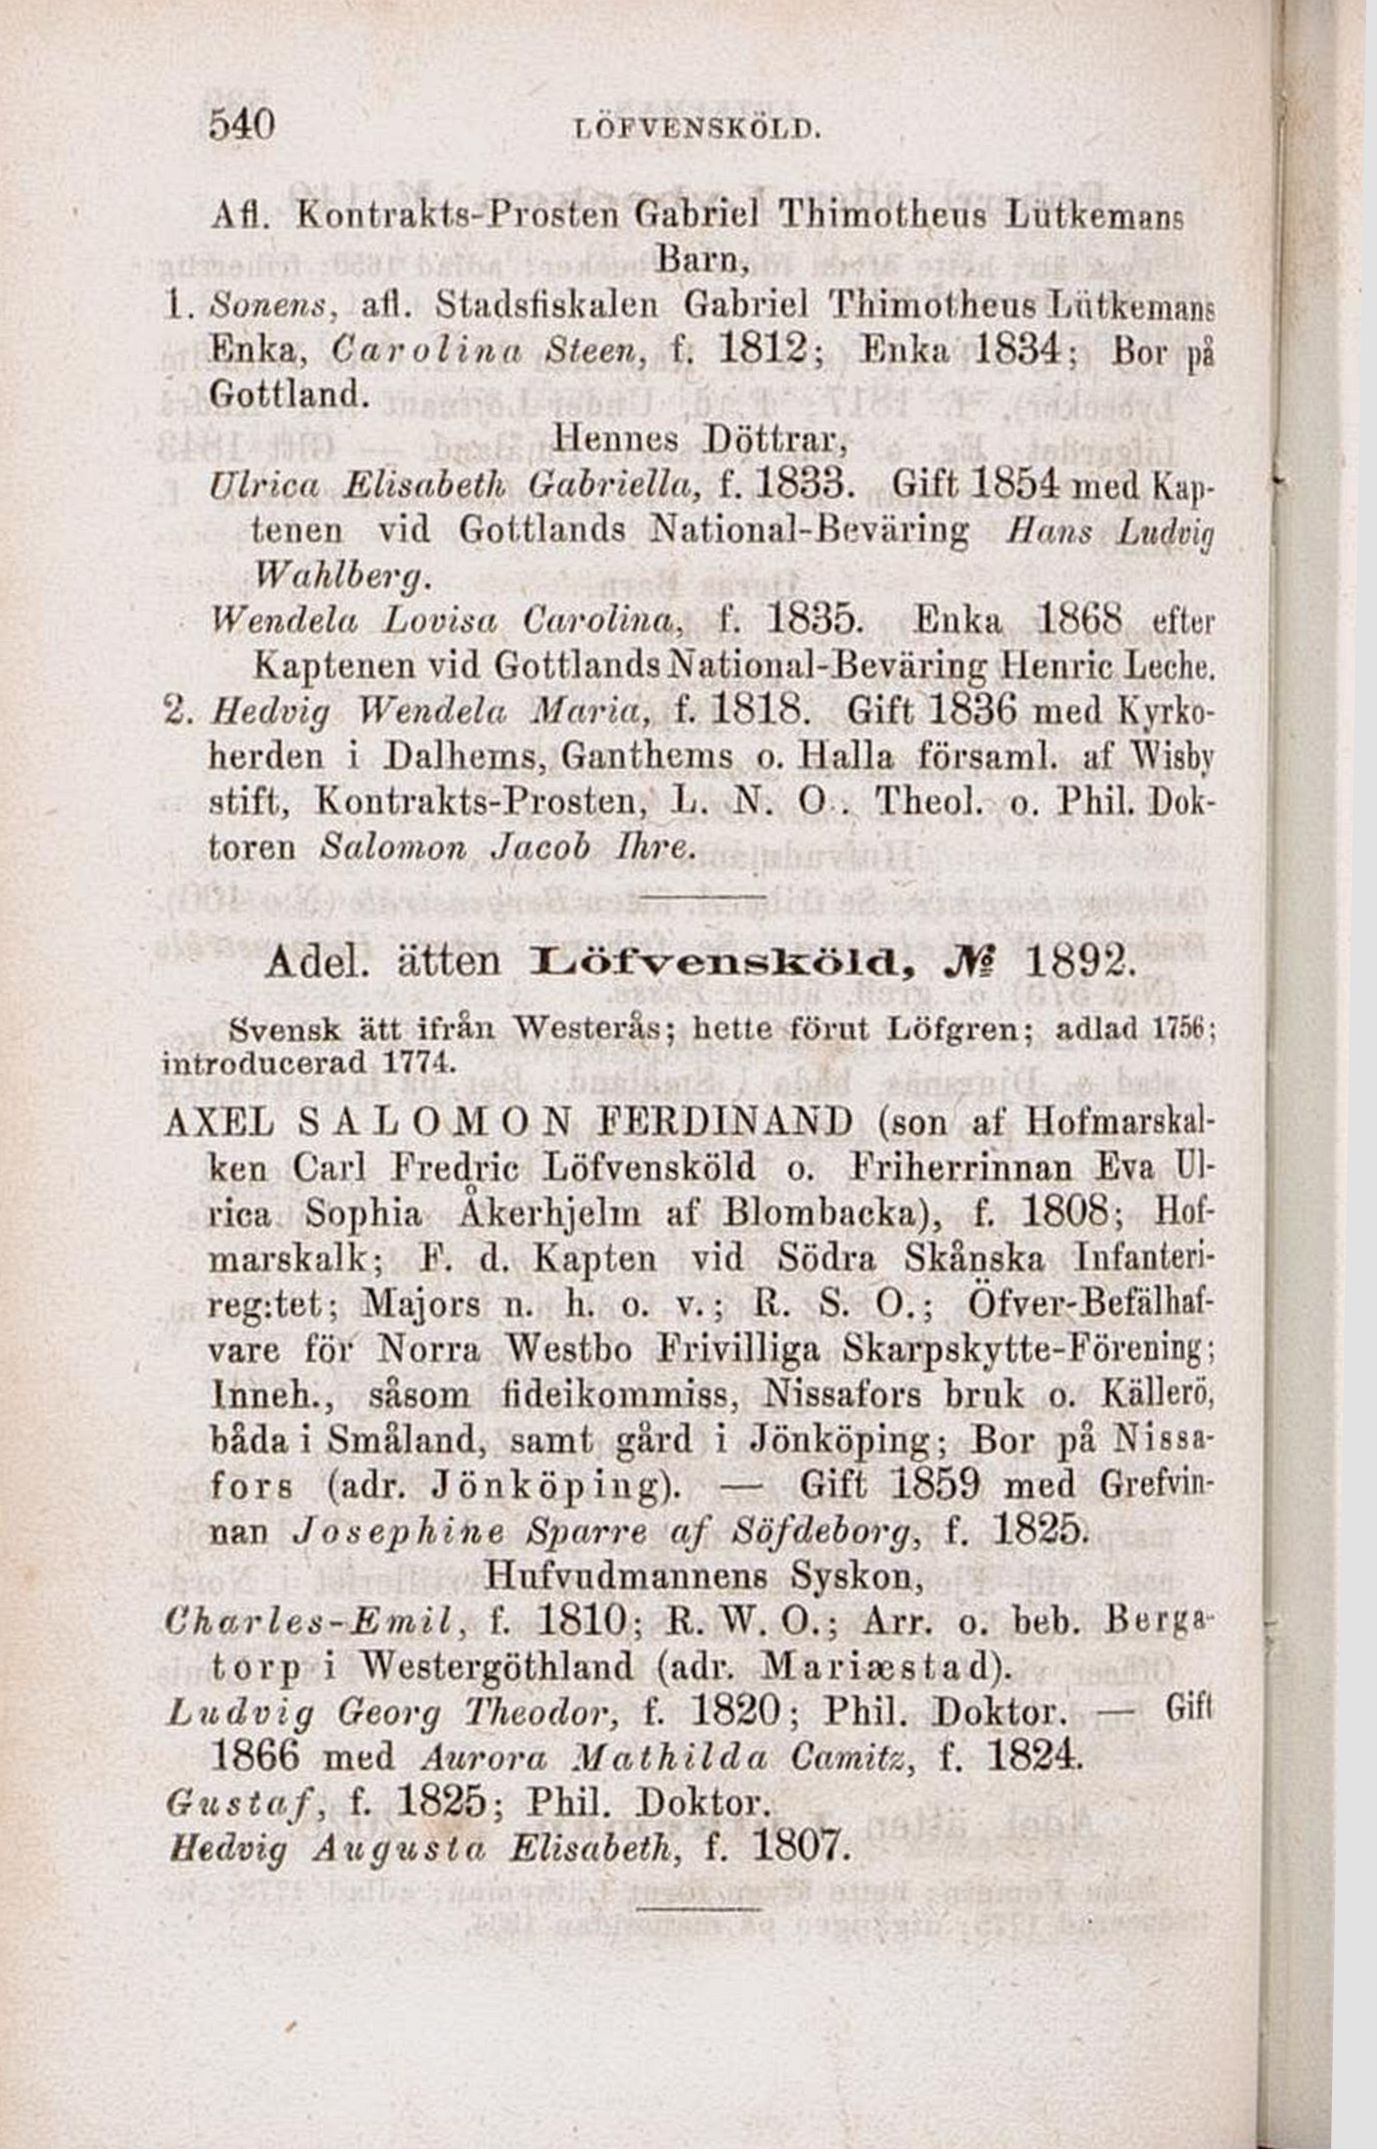 540 LÖFVENSKÖLD.
Afl. Kontrakts-Prosten Gabriel Thimotheus Lütkemans
Barn,
1. Sonens, afl. Stadsfiskalen Gabriel Thimotheus Lütkemans
Enka, Carolina Steen, f. 1812; Enka 1834; Bor på
Gottland.
Hennes Döttrar,
Ulrica Elisabeth Gabriella, f. 1833. Gift 1854 med Kap-
tenen vid Gottlands National-Beväring Hans Ludvig
Wahlberg.
Wendela Lovisa Carolina, f. 1835. Enka 1868 efter
Kaptenen vid Gottlands National-Beväring Henric Leche.
2. Hedvig Wendela Maria, f. 1818. Gift 1836 med Kyrko-
herden i Dalhems, Ganthems o. Halla församl. af Wisby
stift, Kontrakts-Prosten, L. N. O., Theol. o. Phil. Dok-
toren Salomon Jacob Ihre.
Adel. ätten Löfvensköld, № 1892.
Svensk ätt ifrån Westerås; hette förut Löfgren; adlad 1756;
introducerad 1774.
AXEL SALOMON FERDINAND (son af Hofmarskal-
ken Carl Fredric Löfvensköld o. Friherrinnan Eva Ul-
rica Sophia Åkerhjelm af Blombacka), f. 1808; Hof-
marskalk; F. d. Kapten vid Södra Skånska Infanteri-
reg:tet; Majors n. h. o. v.; R. S. O.; Öfver-Befälhaf-
vare för Norra Westbo Frivilliga Skarpskytte-Förening;
Inneh., såsom fideikommiss, Nissafors bruk o. Källerö,
båda i Småland, samt gård i Jönköping; Bor på Nissa-
fors (adr. Jönköping). — Gift 1859 med Grefvin-
nan Josephine Sparre af Söfdeborg, f. 1825.
Hufvudmannens Syskon,
Charles-Emil, f. 1810; R. W. O.; Arr. o. beb. Berga-
torp i Westergöthland (adr. Mariæstad).
Ludvig Georg Theodor, f. 1820; Phil. Doktor. — Gift
1866 med Aurora Mathilda Camitz, f. 1824.
Gustaf, f. 1825; Phil. Doktor.
Hedvig Augusta Elisabeth, f. 1807.